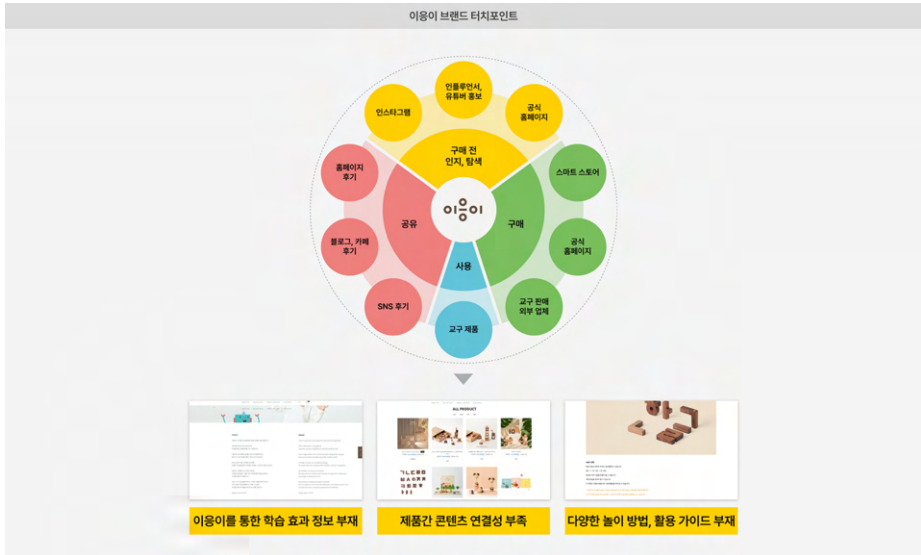 이응이 브랜드 터치포인트
인플루언서,
유튜버 홍보
인스타그램
공식
홈페이지
구매 전
인지, 탐색
홈페이지
후기
스마트 스토어
이응이
공유
구매
블로그, 카페
후기
공식
홈페이지
사용
SNS 후기
교구 판매
외부 업체
교구 제품
ALL PRODUCT
이응이를 통한 학습 효과 정보 부재
제품간 콘텐츠 연결성 부족
다양한 놀이 방법, 활용 가이드 부재